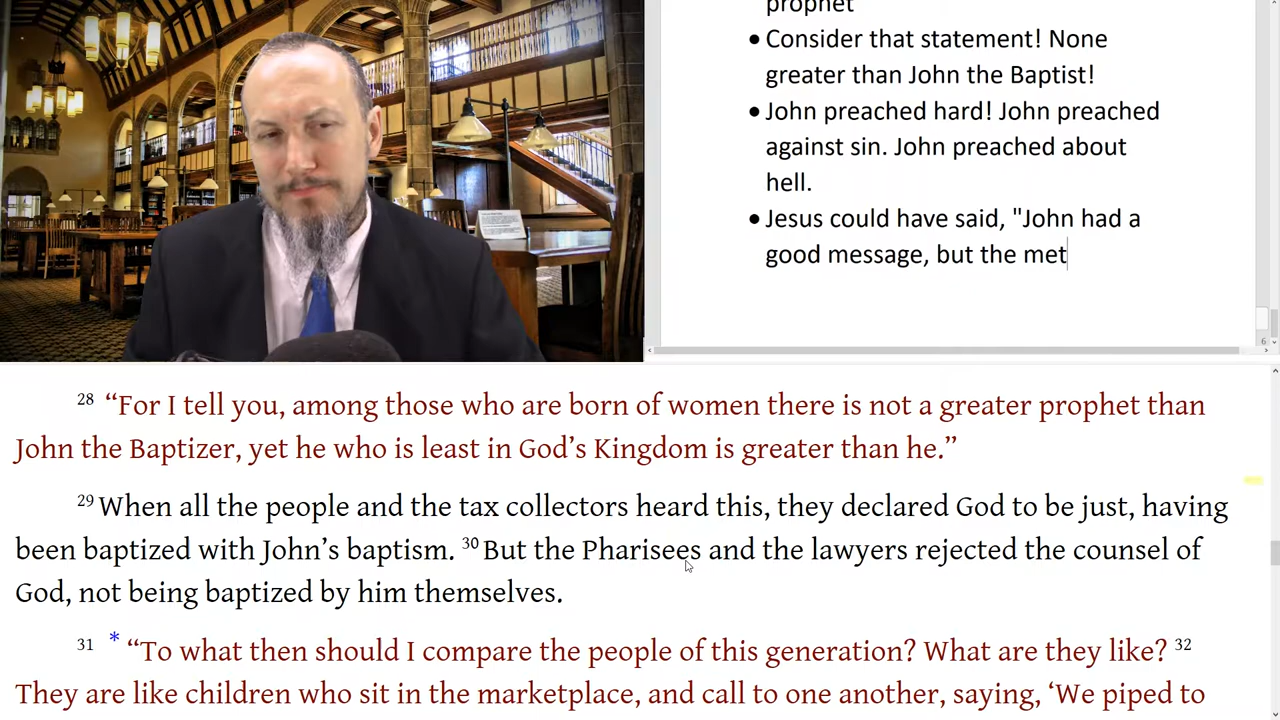 prophet
• Consider that statement! None
greater than John the Baptist!
• John preached hard! John preached
against sin. John preached about
hell.
• Jesus could have said, "John had a
good message, but the met
6
28 “For I tell you, among those who are born of women there is not a greater prophet than
John the Baptizer, yet he who is least in God’s Kingdom is greater than he.”
29 When all the people and the tax collectors heard this, they declared God to be just, having
been baptized with John’s baptism. 30 But the Pharisees and the lawyers rejected the counsel of
God, not being baptized by him themselves.
31 * “To what then should I compare the people of this generation? What are they like? 32
They are like children who sit in the marketplace, and call to one another, saying, ‘We piped to